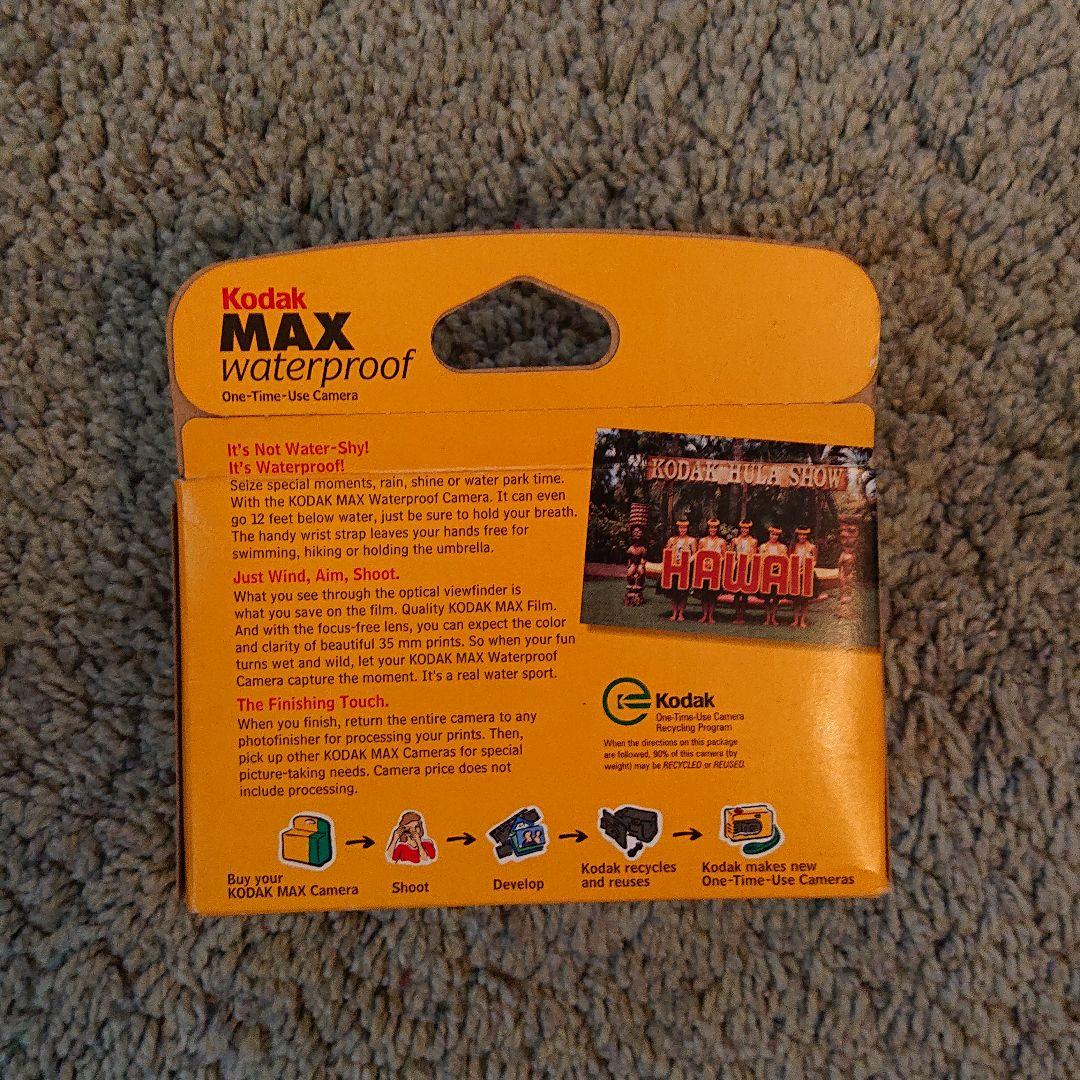 Kodak
MAX
waterproof
One-Time-Use Camera
It's Not Water-Shy!
It's Waterproof!
Seize special moments, rain, shine or water park time.
With the KODAK MAX Waterproof Camera. It can even
go 12 feet below water, just be sure to hold your breath.
The handy wrist strap leaves your hands free for
swimming, hiking or holding the umbrella.
Just Wind, Aim, Shoot.
What you see through the optical viewfinder is
what you save on the film. Quality KODAK MAX Film.
And with the focus-free lens, you can expect the color
and clarity of beautiful 35 mm prints. So when your fun
turns wet and wild, let your KODAK MAX Waterproof
Camera capture the moment. It's a real water sport.
The Finishing Touch.
When you finish, return the entire camera to any
photofinisher for processing your prints. Then,
pick up other KODAK MAX Cameras for special
picture-taking needs. Camera price does not
include processing.
KODAK HULA SHOW
HAWAII
Kodak
One-Time-Use Camera
Recycling Program
When the directions on this package
are followed, 90% of this camera (by
weight) may be RECYCLED or REUSED.
Buy your
KODAK MAX Camera
Shoot
Develop
Kodak recycles
and reuses
Kodak makes new
One-Time-Use Cameras